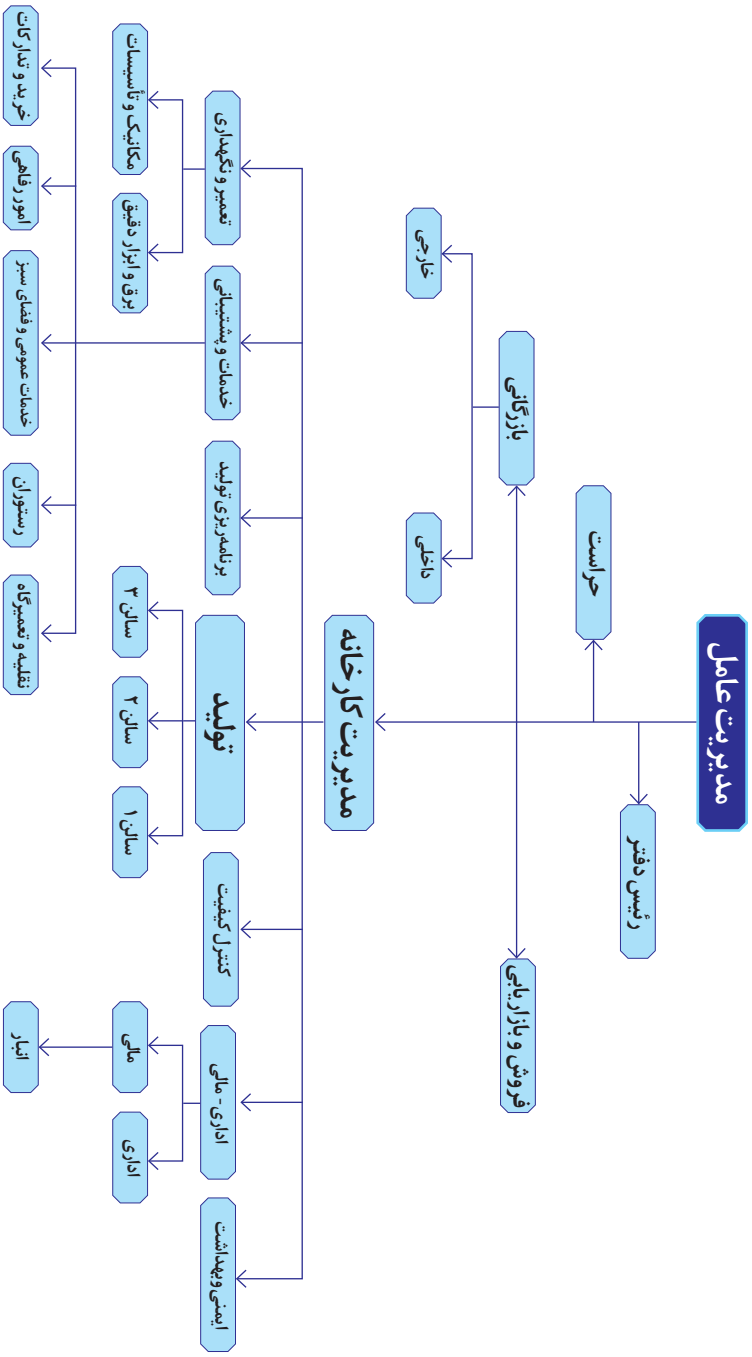 مدیریت عامل
رئیس دفتر
حراست
فروش و بازاریابی
بازرگانی
داخلی
خارجی
مدیریت کارخانه
ایمنی و بهداشت
اداری - مالی
کنترل کیفیت
تولید
برنامه‌ریزی تولید
خدمات و پشتیبانی
تعمیر و نگهداری
اداری
مالی
سالن ۱
سالن ۲
سالن ۳
برق و ابزار دقیق
مکانیک و تأسیسات
انبار
نقلیه و تعمیرگاه
رستوران
خدمات عمومی و فضای سبز
امور رفاهی
خرید و تدارکات